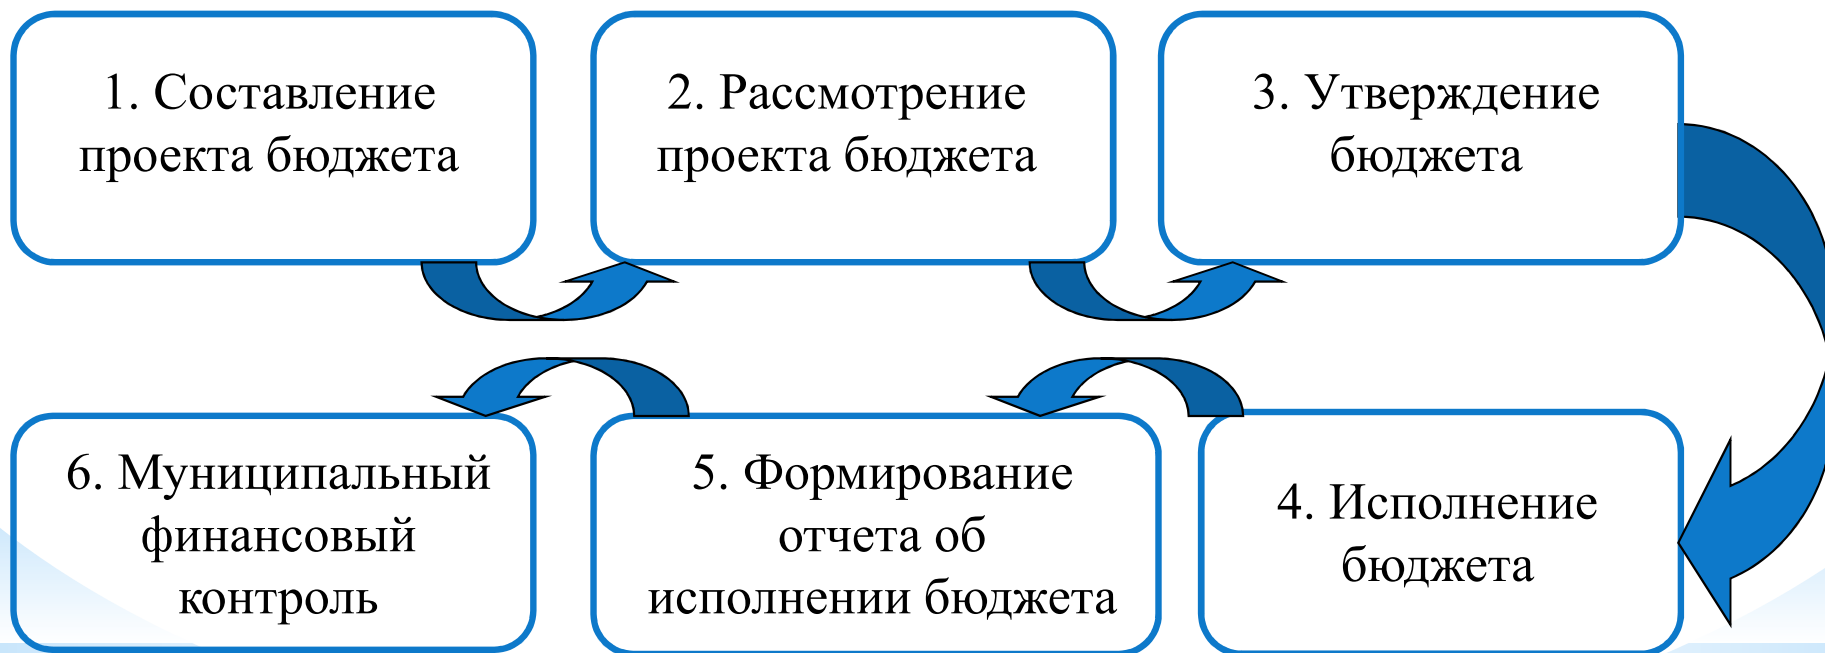 1. Составление
проекта бюджета
2. Рассмотрение
проекта бюджета
3. Утверждение
бюджета
4. Исполнение
бюджета
5. Формирование
отчета об
исполнении бюджета
6. Муниципальный
финансовый
контроль